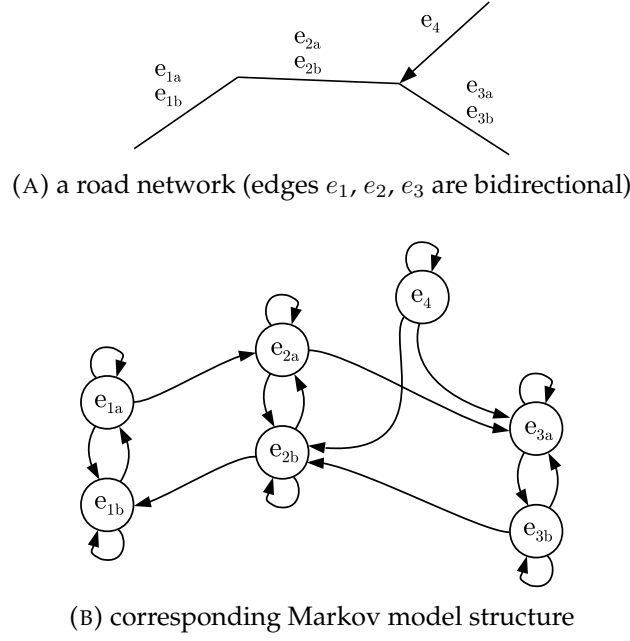 e4
e2a
e2b
e1a
e1b
e3a
e3b
(A) a road network (edges e1, e2, e3 are bidirectional)
e4
e2a
e1a
e3a
e2b
e1b
e3b
(B) corresponding Markov model structure